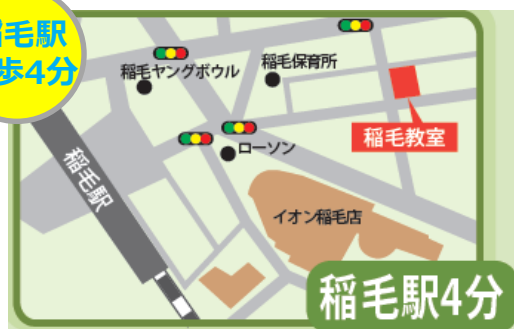 稲毛駅
歩4分
稲毛ヤングボウル
稲毛保育所
稲毛教室
ローソン
稲毛駅
イオン稲毛店
稲毛駅4分